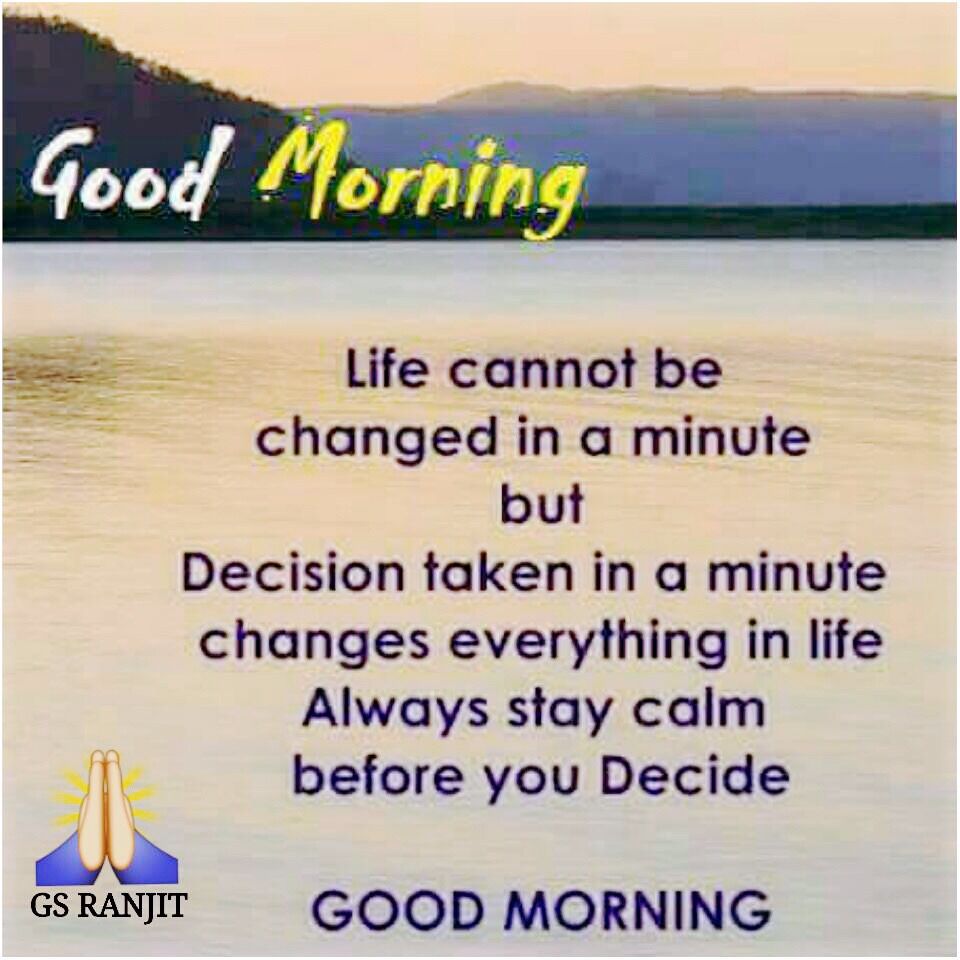 Good Morning
Life cannot be
changed in a minute
but
Decision taken in a minute
changes everything in life
Always stay calm
before you Decide
GS RANJIT
GOOD MORNING